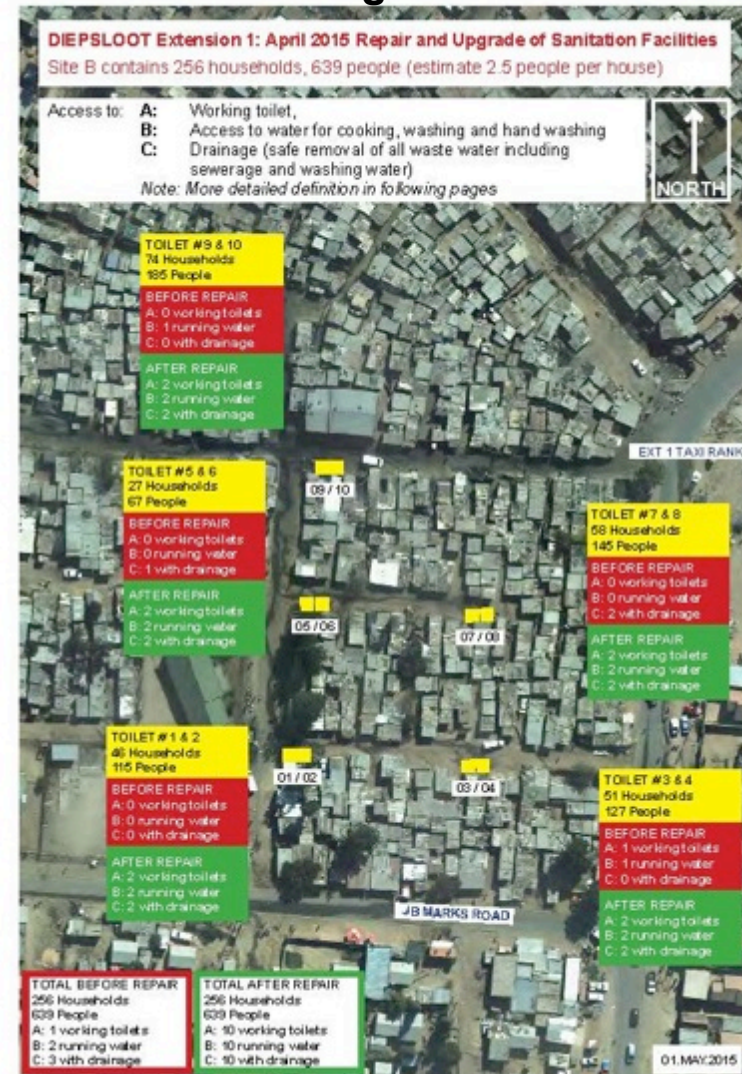 DIEPSLOOT Extension 1: April 2015 Repair and Upgrade of Sanitation Facilities
Site B contains 256 households, 639 people (estimate 2.5 people per house)
Access to: A: Working toilet,
B: Access to water for cooking, washing and hand washing
C: Drainage (safe removal of all waste water including
sewerage and washing water)
Note: More detailed definition in following pages
NORTH
TOILET #9 & 10
74 Households
185 People
BEFORE REPAIR
A: 0 working toilets
B: 1 running water
C: 0 with drainage
AFTER REPAIR
A: 2 working toilets
B: 2 running water
C: 2 with drainage
EXT 1 TAXI RANK
09 / 10
TOILET #5 & 6
27 Households
67 People
BEFORE REPAIR
A: 0 working toilets
B: 0 running water
C: 1 with drainage
AFTER REPAIR
A: 2 working toilets
B: 2 running water
C: 2 with drainage
05 / 06
07 / 08
TOILET #7 & 8
58 Households
145 People
BEFORE REPAIR
A: 0 working toilets
B: 0 running water
C: 2 with drainage
AFTER REPAIR
A: 2 working toilets
B: 2 running water
C: 2 with drainage
TOILET #1 & 2
46 Households
115 People
BEFORE REPAIR
A: 0 working toilets
B: 0 running water
C: 0 with drainage
AFTER REPAIR
A: 2 working toilets
B: 2 running water
C: 2 with drainage
01 / 02
03 / 04
TOILET #3 & 4
51 Households
127 People
BEFORE REPAIR
A: 1 working toilets
B: 1 running water
C: 0 with drainage
AFTER REPAIR
A: 2 working toilets
B: 2 running water
C: 2 with drainage
JB MARKS ROAD
TOTAL BEFORE REPAIR
256 Households
639 People
A: 1 working toilets
B: 2 running water
C: 3 with drainage
TOTAL AFTER REPAIR
256 Households
639 People
A: 10 working toilets
B: 10 running water
C: 10 with drainage
01.MAY.2015